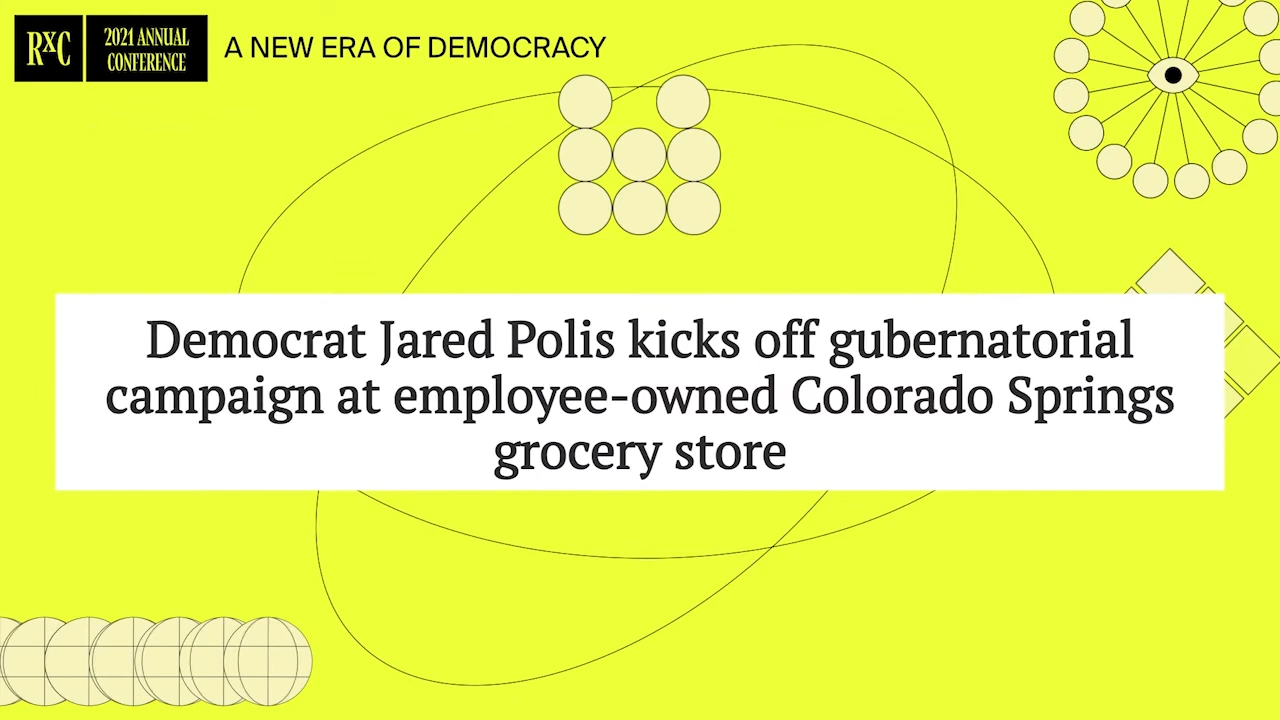 RxC
2021 ANNUAL
CONFERENCE
A NEW ERA OF DEMOCRACY
Democrat Jared Polis kicks off gubernatorial
campaign at employee-owned Colorado Springs
grocery store